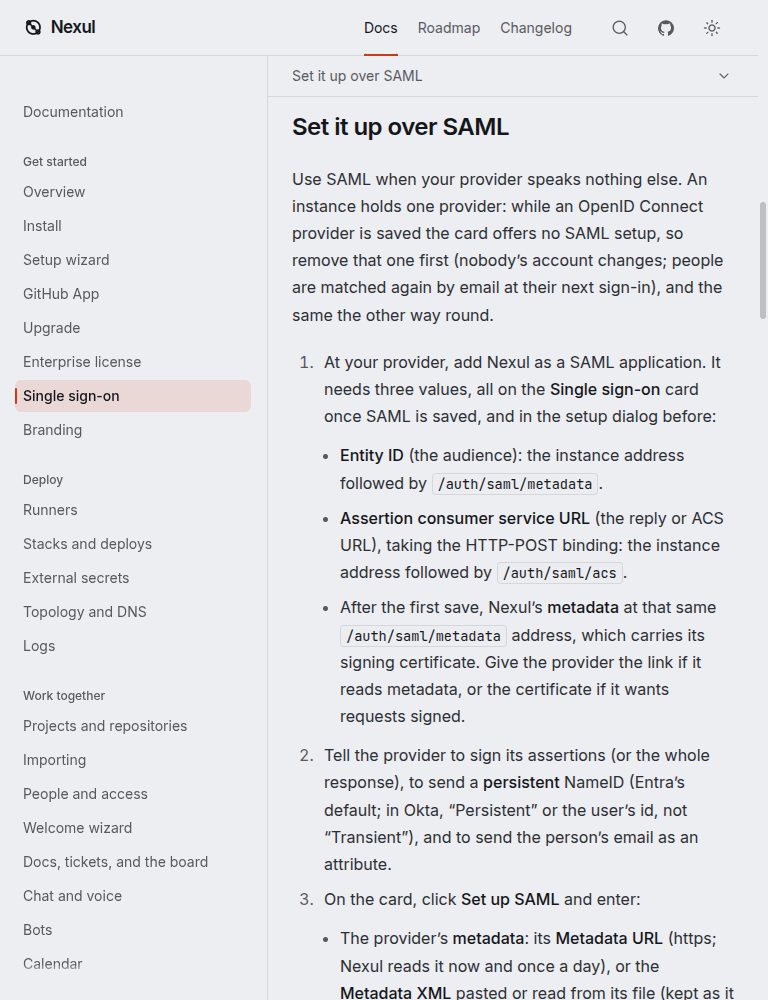 Nexul
Docs
Roadmap
Changelog
Documentation
Get started
Overview
Install
Setup wizard
GitHub App
Upgrade
Enterprise license
Single sign-on
Branding
Deploy
Runners
Stacks and deploys
External secrets
Topology and DNS
Logs
Work together
Projects and repositories
Importing
People and access
Welcome wizard
Docs, tickets, and the board
Chat and voice
Bots
Calendar
Set it up over SAML
Set it up over SAML
Use SAML when your provider speaks nothing else. An
instance holds one provider: while an OpenID Connect
provider is saved the card offers no SAML setup, so
remove that one first (nobody’s account changes; people
are matched again by email at their next sign-in), and the
same the other way round.
1. At your provider, add Nexul as a SAML application. It
needs three values, all on the Single sign-on card
once SAML is saved, and in the setup dialog before:
• Entity ID (the audience): the instance address
followed by /auth/saml/metadata.
• Assertion consumer service URL (the reply or ACS
URL), taking the HTTP-POST binding: the instance
address followed by /auth/saml/acs.
• After the first save, Nexul’s metadata at that same
/auth/saml/metadata address, which carries its
signing certificate. Give the provider the link if it
reads metadata, or the certificate if it wants
requests signed.
2. Tell the provider to sign its assertions (or the whole
response), to send a persistent NameID (Entra’s
default; in Okta, “Persistent” or the user’s id, not
“Transient”), and to send the person’s email as an
attribute.
3. On the card, click Set up SAML and enter:
• The provider’s metadata: its Metadata URL (https;
Nexul reads it now and once a day), or the
Metadata XML pasted or read from its file (kept as it